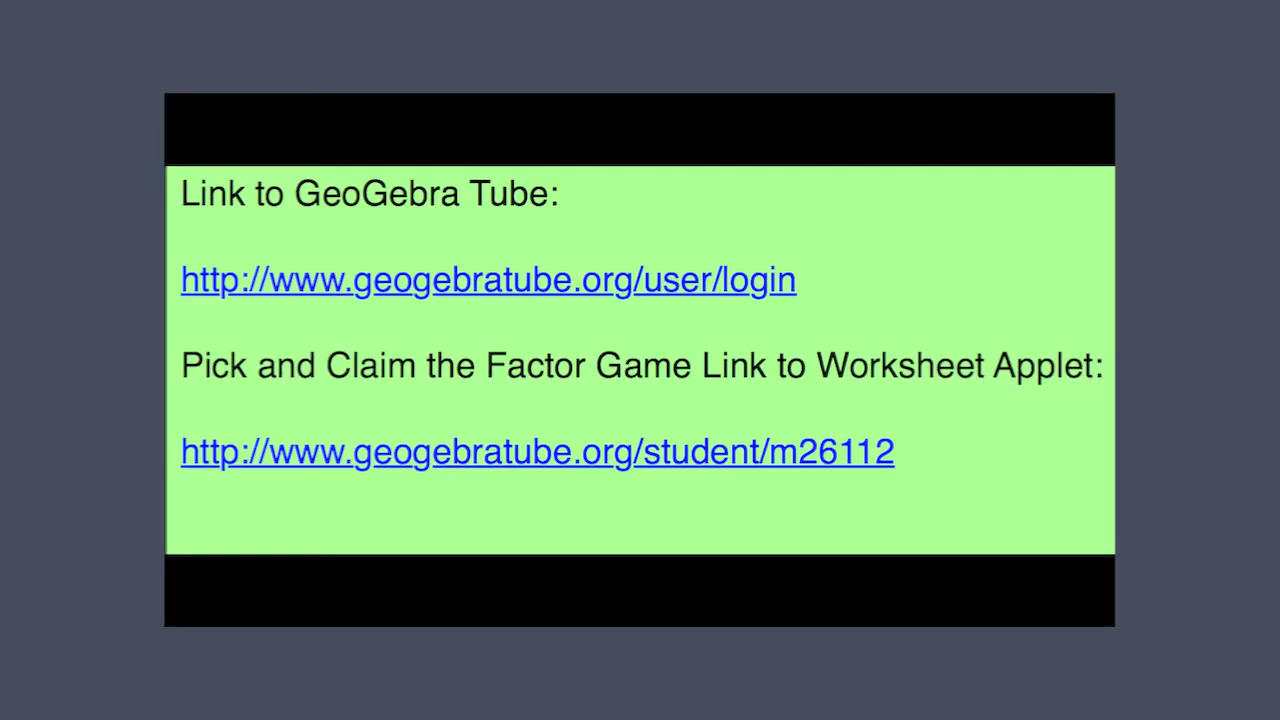 Link to GeoGebra Tube:
http://www.geogebratube.org/user/login
Pick and Claim the Factor Game Link to Worksheet Applet:
http://www.geogebratube.org/student/m26112